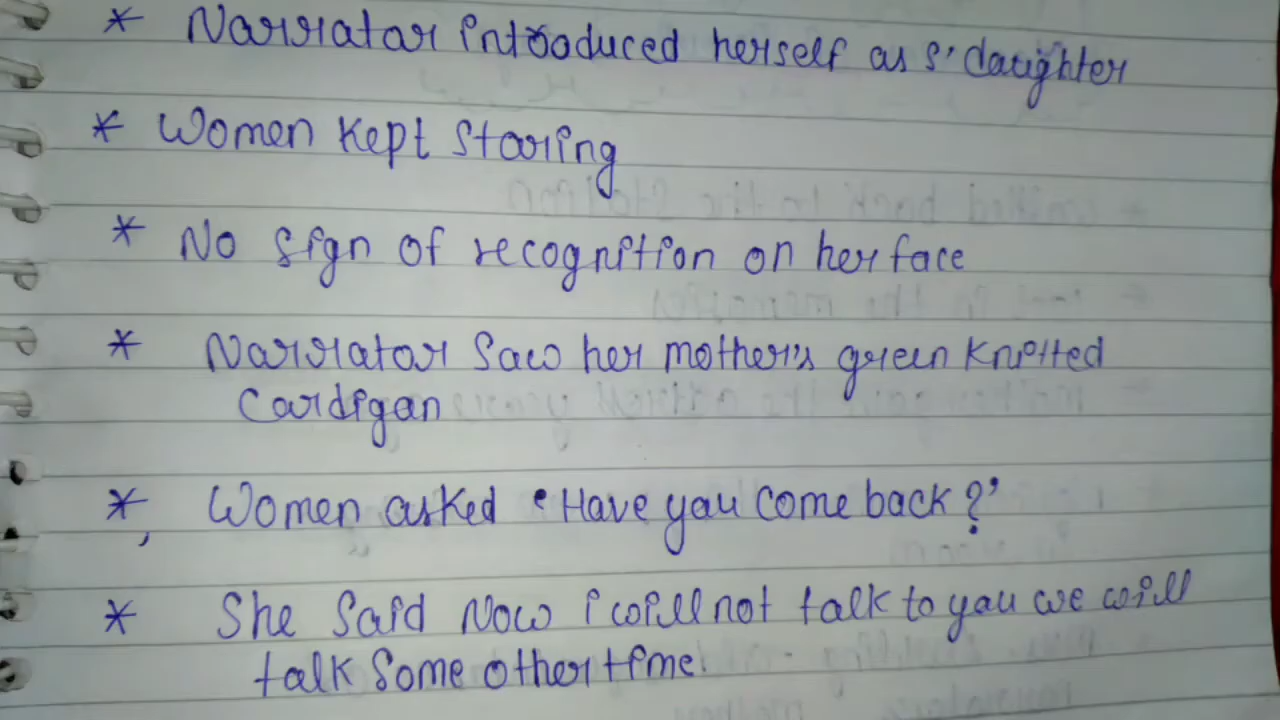 * Narrator introduced herself as S' daughter
* Women kept staring
* No sign of recognition on her face
* Narrator saw her mother's green knitted
Cardigan
* Women asked 'Have you come back?'
* She said Now i will not talk to you we will
talk some other time.